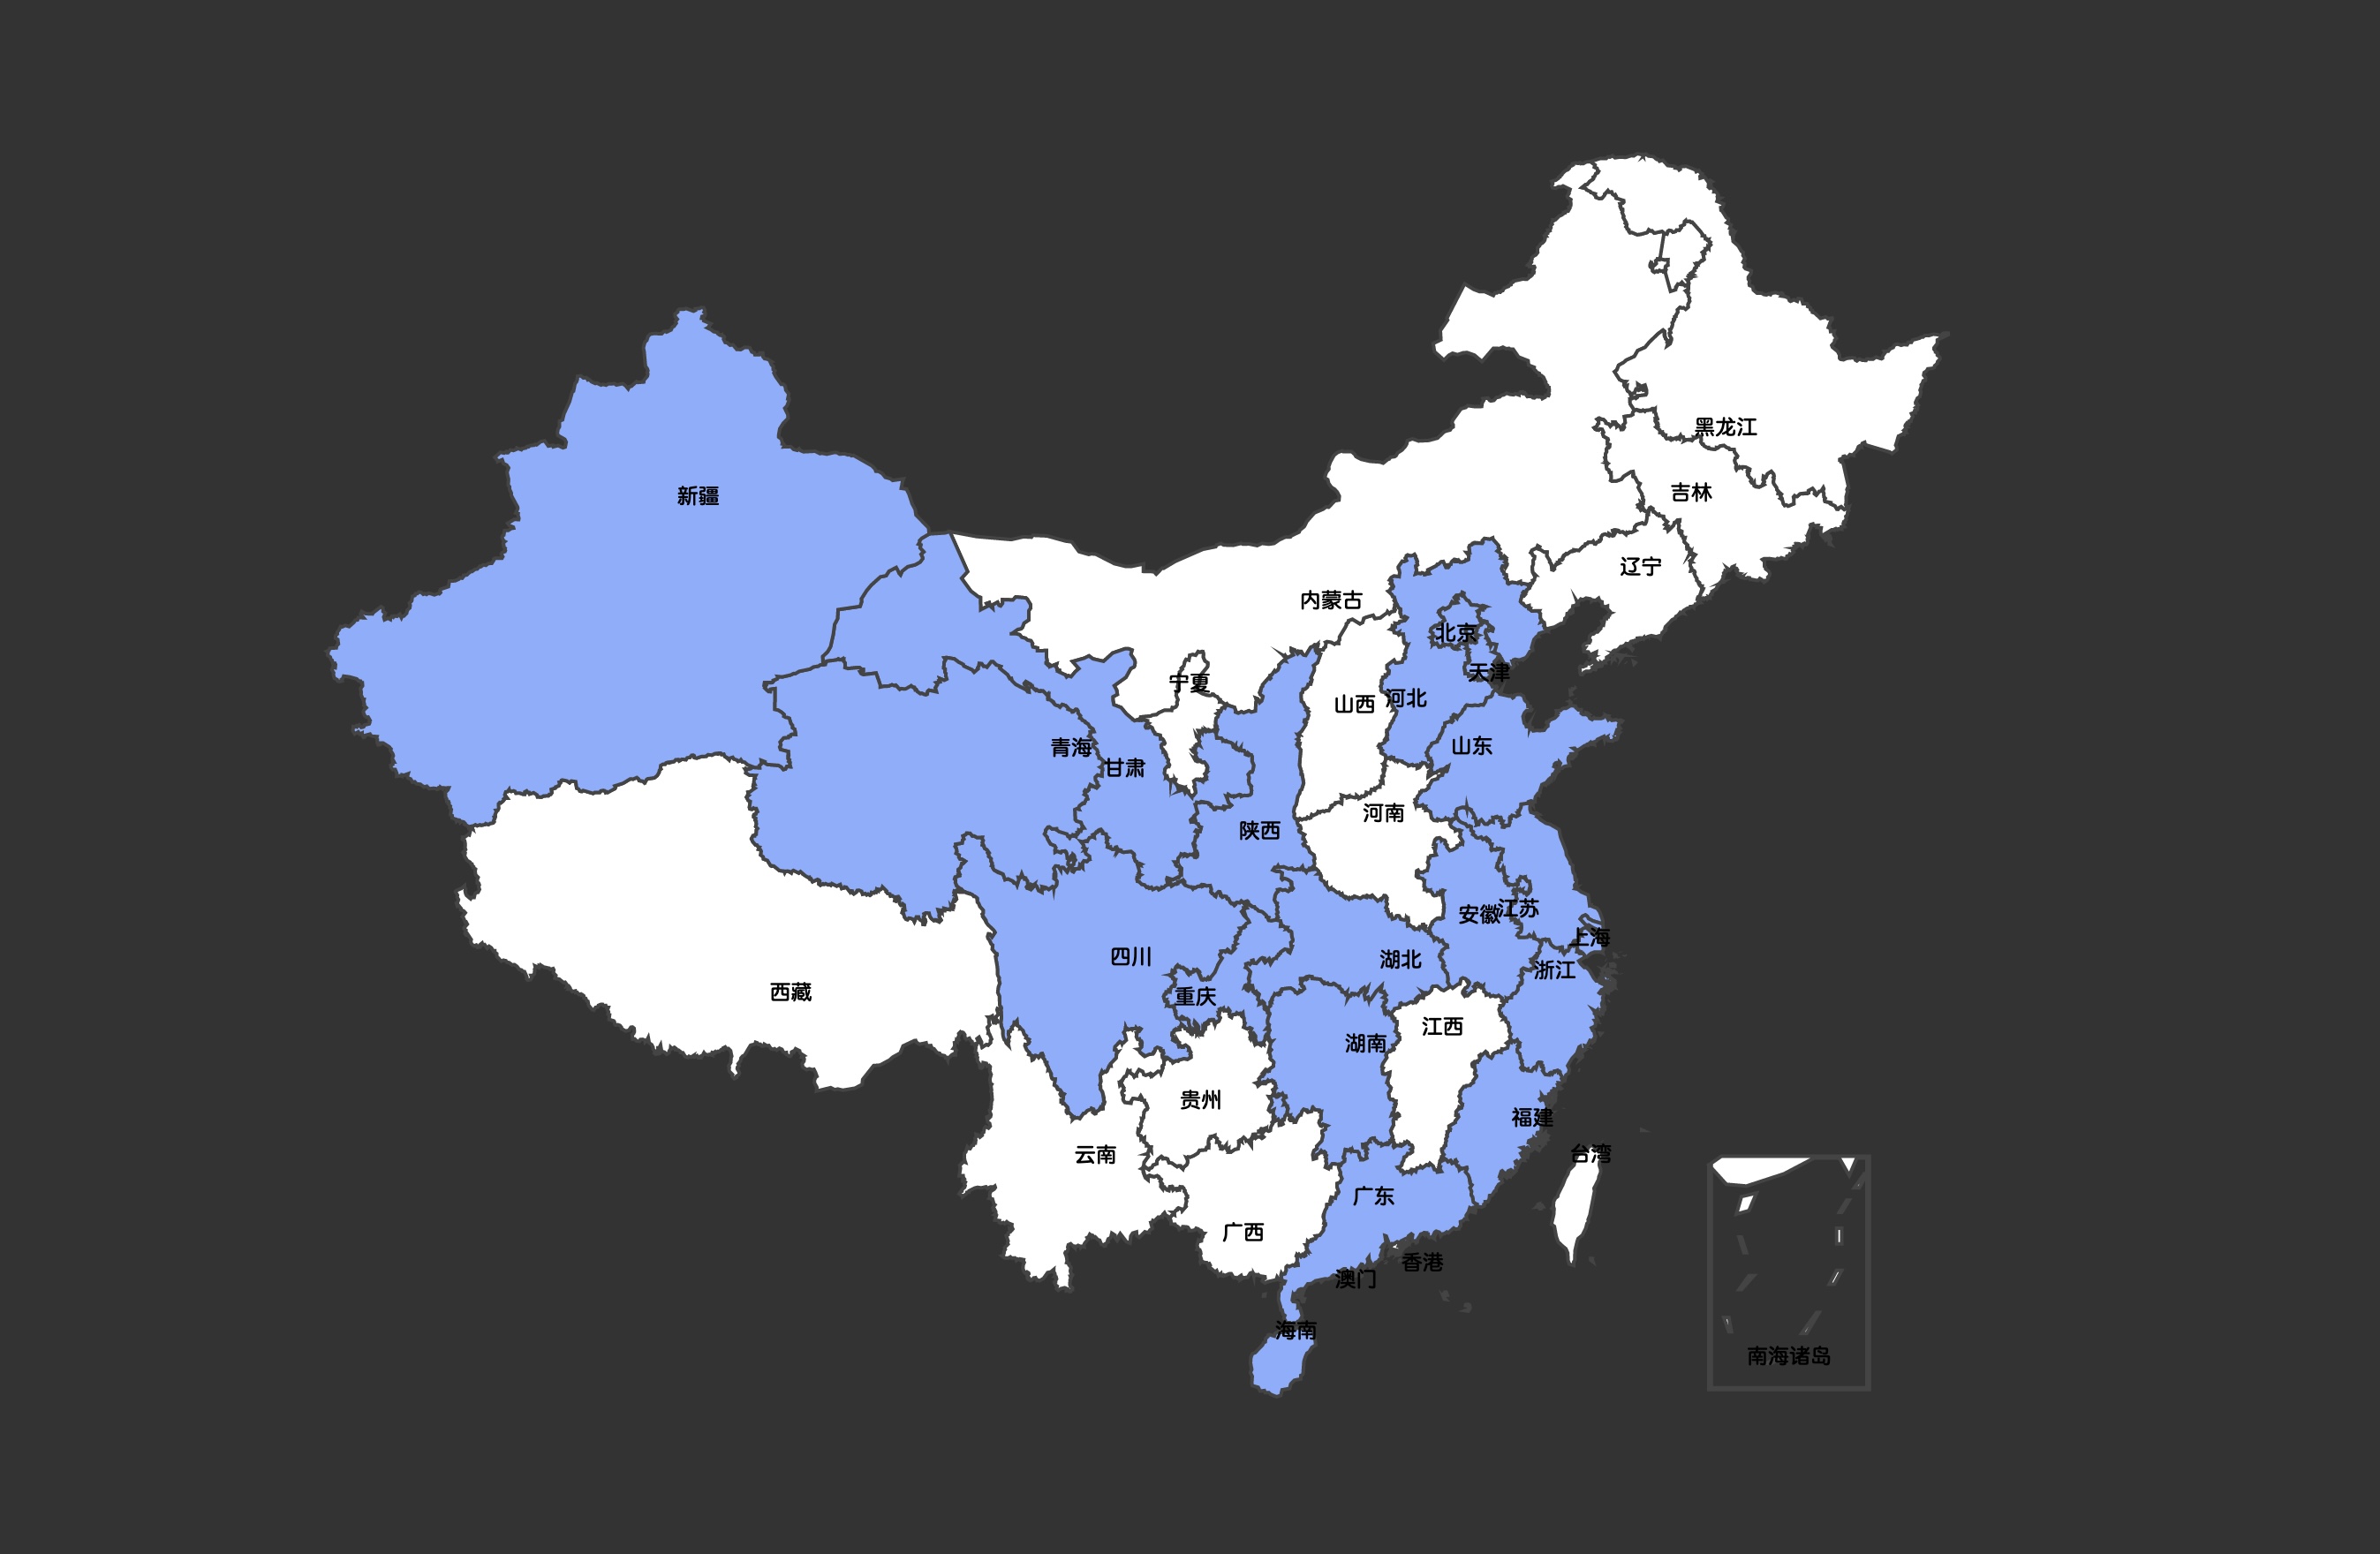 黑龙江
吉林
新疆
辽宁
内蒙古
北京
天津
宁夏
河北
山西
山东
青海
甘肃
河南
陕西
安徽
江苏
上海
四川
湖北
浙江
西藏
重庆
江西
湖南
贵州
福建
云南
台湾
广东
广西
香港
澳门
海南
南海诸岛